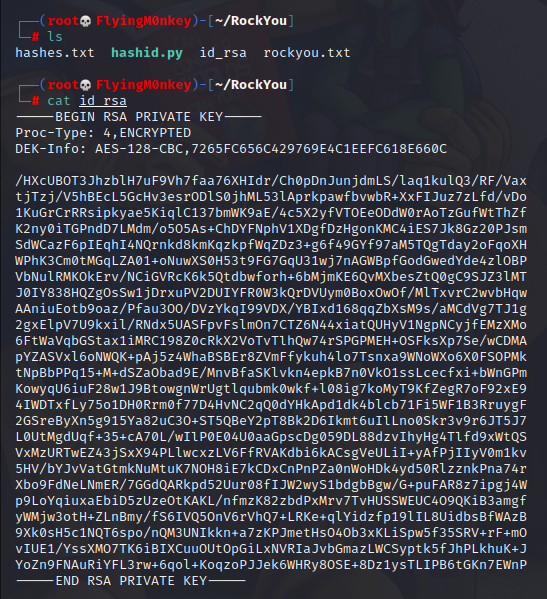 ┌──(root💀FlyingM0nkey)-[~/RockYou]
└─# ls
hashes.txt  hashid.py  id_rsa  rockyou.txt
┌──(root💀FlyingM0nkey)-[~/RockYou]
└─# cat id_rsa
-----BEGIN RSA PRIVATE KEY-----
Proc-Type: 4,ENCRYPTED
DEK-Info: AES-128-CBC,7265FC656C429769E4C1EEFC618E660C
/HXcUBOT3JhzblH7uF9Vh7faa76XHIdr/Ch0pDnJunjdmLS/laq1kulQ3/RF/Vax
tjTzj/V5hBEcL5GcHv3esrODlS0jhML53lAprkpawfbvwbR+XxFIJuz7zLfd/vDo
1KuGrCrRRsipkyae5KiqlC137bmWK9aE/4c5X2yfVTOEeODdW0rAoTzGufWtThZf
K2ny0iTGPndD7LMdm/o5O5As+ChDYFNphV1XDgfDzHgonKMC4iES7Jk8Gz20PJsm
SdWCazF6pIEqhI4NQrnkd8kmKqzkpfWqZDz3+g6f49GYf97aM5TQgTday2oFqoXH
WPhK3Cm0tMGqLZA01+oNuwXS0H53t9FG7GqU31wj7nAGWBpfGodGwedYde4zlOBP
VbNulRMKOkErv/NCiGVRcK6k5Qtdbwforh+6bMjmKE6QvMXbesZtQ0gC9SJZ3lMT
J0IY838HQZgOsSw1jDrxuPV2DUIYFR0W3kQrDVUym0BoxOwOf/MlTxvrC2wvbHqw
AAniuEotb9oaz/Pfau3OO/DVzYkqI99VDX/YBIxd168qqZbXsM9s/aMCdVg7TJ1g
2gxElpV7U9kxil/RNdx5UASFpvFslmOn7CTZ6N44xiatQUHyV1NgpNCyjfEMzXMo
6FtWaVqbGStax1iMRC198Z0cRkX2VoTvTlhQw74rSPGPMEH+OSFksXp7Se/wCDMA
pYZASVxl6oNWQK+pAj5z4WhaBSBEr8ZVmFfykuh4lo7Tsnxa9WNoWXo6X0FSOPMk
tNpBbPPq15+M+dSZaObad9E/MnvBfaSKlvkn4epkB7n0VkO1ssLcecfxi+bWnGPm
KowyqU6iuF28w1J9BtowgnWrUgtlqubmk0wkf+l08ig7koMyT9KfZegR7oF92xE9
4IWDTxfLy75o1DH0Rrm0f77D4HvNC2qQ0dYHkApd1dk4blcb71Fi5WF1B3RruygF
2GSreByXn5g915Ya82uC3O+ST5QBeY2pT8Bk2D6Ikmt6uIlLno0Skr3v9r6JT5J7
L0UtMgdUqf+35+cA70L/wIlP0E04U0aaGpscDg059DL88dzvIhyHg4Tlfd9xWtQS
VxMzURTwEZ43jSxX94PLlwcxzLV6FfRVAKdbi6kACsgVeULiI+yAfPjIIyV0m1kv
5HV/bYJvVatGtmkNuMtuK7NOH8iE7kCDxCnPnPZa0nWoHDk4yd50RlzznkPna74r
Xbo9FdNeLNmER/7GGdQARkpd52Uur08fIJW2wyS1bdgbBgw/G+puFAR8z7ipgj4W
p9LoYqiuxaEbiD5zUzeOtKAKL/nfmzK82zbdPxMrv7TvHUSSWEUC4O9QKiB3amgf
yWMjw3otH+ZLnBmy/fS6IVQ5OnV6rVhQ7+LRKe+qlYidzfp19lIL8UidbsBfWAzB
9Xk0sH5c1NQT6spo/nQM3UNIkkn+a7zKPJmetHsO4Ob3xKLiSpw5f35SRV+rF+mO
vIUE1/YssXMO7TK6iBIXCuuOUtOpGiLxNVRIaJvbGmazLWCSyptk5fJhPLkhuK+J
YoZn9FNAuRiYFL3rw+6qol+KoqzoPJJek6WHRy8OSE+8Dz1ysTLIPB6tGKn7EWnP
-----END RSA PRIVATE KEY-----